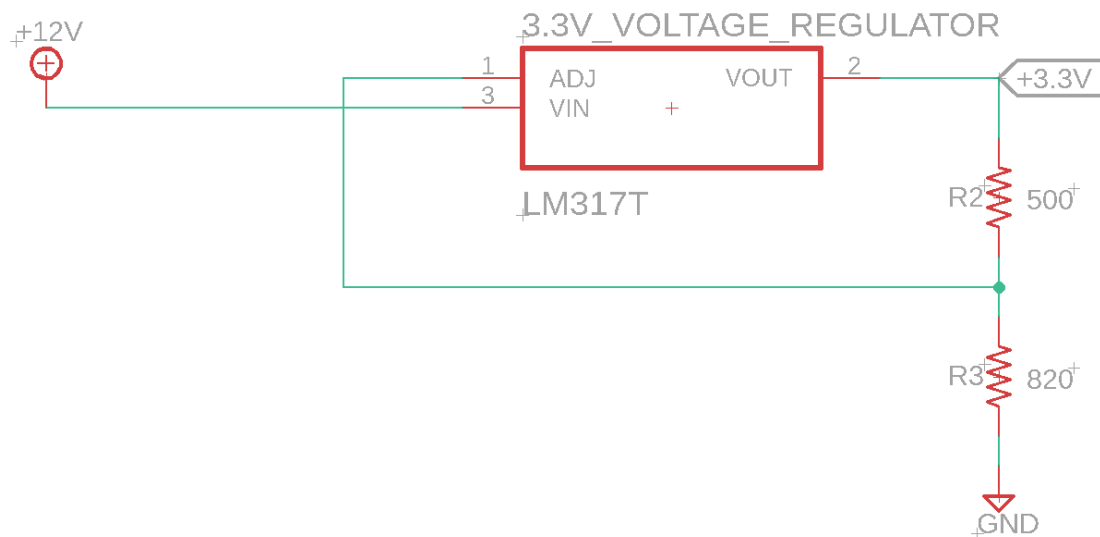 +12V
3.3V_VOLTAGE_REGULATOR
1
ADJ
VOUT
2
+3.3V
3
VIN
LM317T
R2
500
R3
820
GND